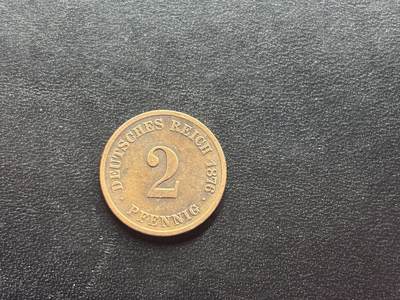 DEUTSCHES REICH 1876
2
PFENNIG